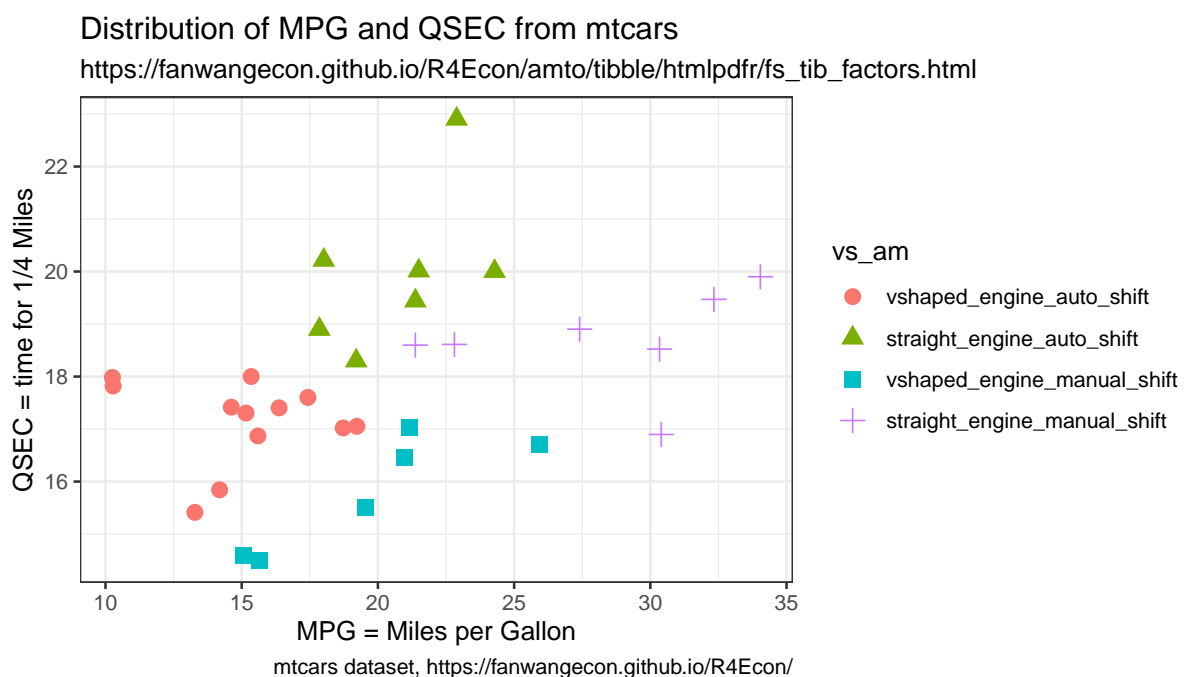 Distribution of MPG and QSEC from mtcars
https://fanwangecon.github.io/R4Econ/amto/tibble/htmlpdfr/fs_tib_factors.html
QSEC = time for 1/4 Miles
22
20
18
16
10 15 20 25 30 35
MPG = Miles per Gallon
mtcars dataset, https://fanwangecon.github.io/R4Econ/
vs_am
vshaped_engine_auto_shift
straight_engine_auto_shift
vshaped_engine_manual_shift
straight_engine_manual_shift